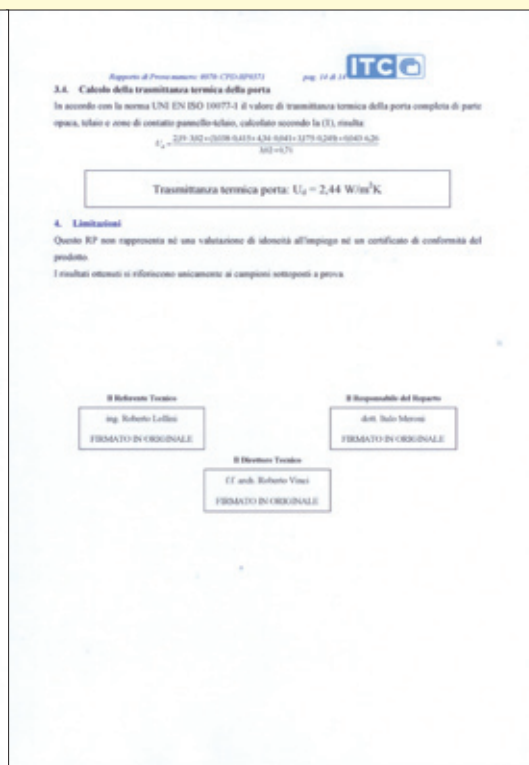 ITC
Rapporto di Prova numero: 0970-CPD-RP0371 pag. 14 di 14
3.4. Calcolo della trasmittanza termica della porta
In accordo con la norma UNI EN ISO 10077-1 il valore di trasmittanza termica della porta completa di parte
opaca, telaio e zone di contatto pannello-telaio, calcolato secondo la (1), risulta:
Trasmittanza termica porta: U_d = 2,44 W/m²K
4. Limitazioni
Questo RP non rappresenta né una valutazione di idoneità all'impiego né un certificato di conformità del
prodotto.
I risultati ottenuti si riferiscono unicamente ai campioni sottoposti a prova.
Il Referente Tecnico
ing. Roberto Lollini
FIRMATO IN ORIGINALE
Il Responsabile del Reparto
dott. Italo Meroni
FIRMATO IN ORIGINALE
Il Direttore Tecnico
f.f. arch. Roberto Vinci
FIRMATO IN ORIGINALE